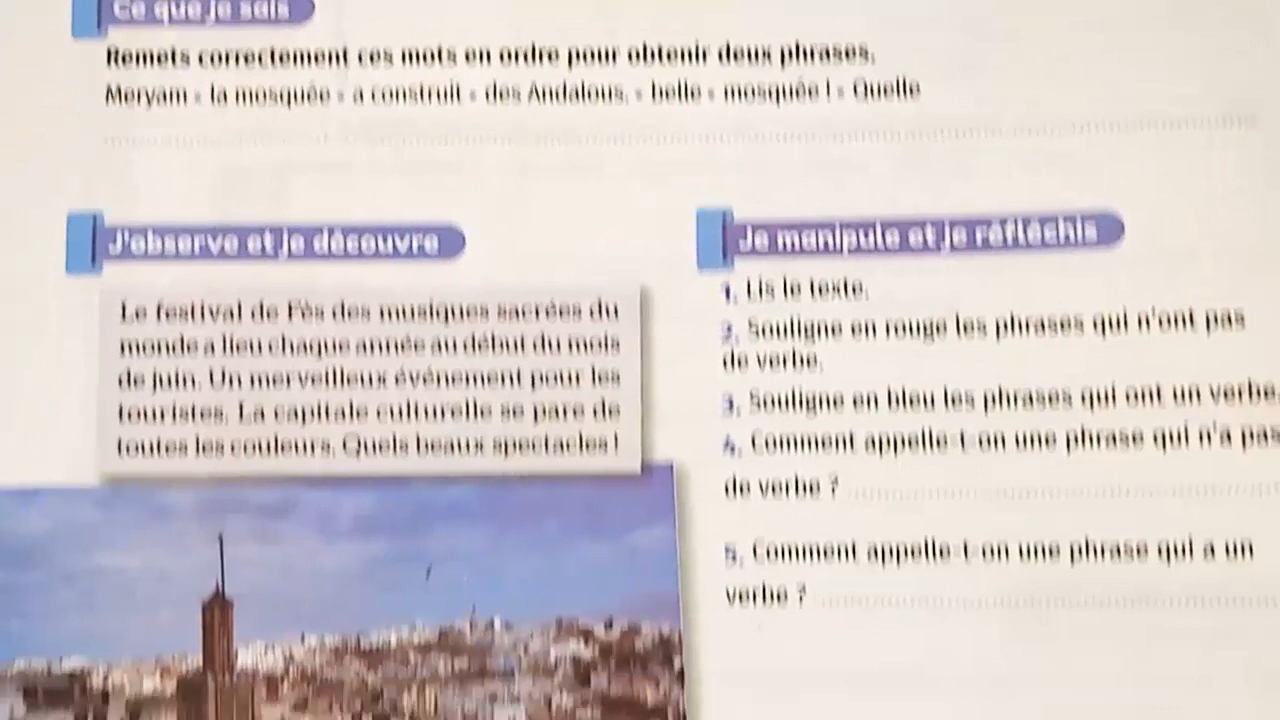 Ce que je sais
Remets correctement ces mots en ordre pour obtenir deux phrases.
Meryam - la mosquée - a construit - des Andalous. - belle - mosquée ! - Quelle
J'observe et je découvre
Le festival de Fès des musiques sacrées du
monde a lieu chaque année au début du mois
de juin. Un merveilleux événement pour les
touristes. La capitale culturelle se pare de
toutes les couleurs. Quels beaux spectacles !
Je manipule et je réfléchis
1. Lis le texte.
2. Souligne en rouge les phrases qui n'ont pas
de verbe.
3. Souligne en bleu les phrases qui ont un verbe.
4. Comment appelle-t-on une phrase qui n'a pas
de verbe ?
5. Comment appelle-t-on une phrase qui a un
verbe ?